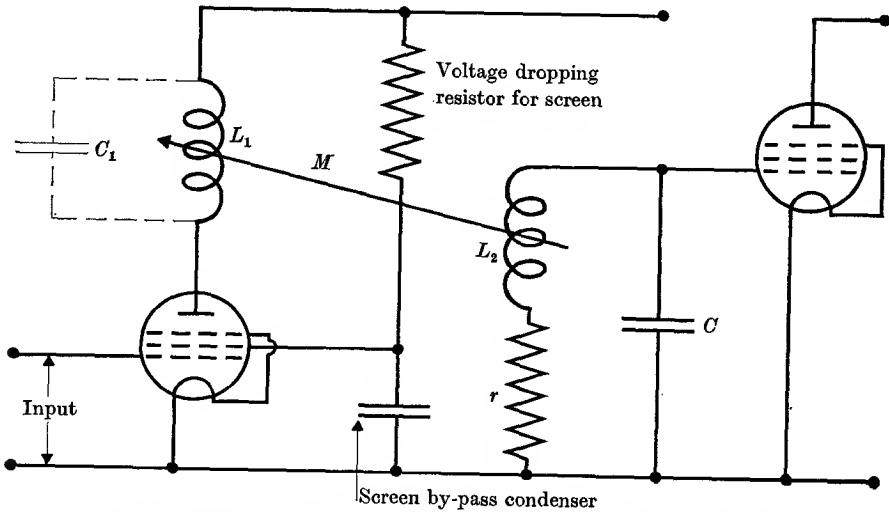 Voltage dropping
resistor for screen
C₁
L₁
M
L₂
C
r
Input
Screen by-pass condenser